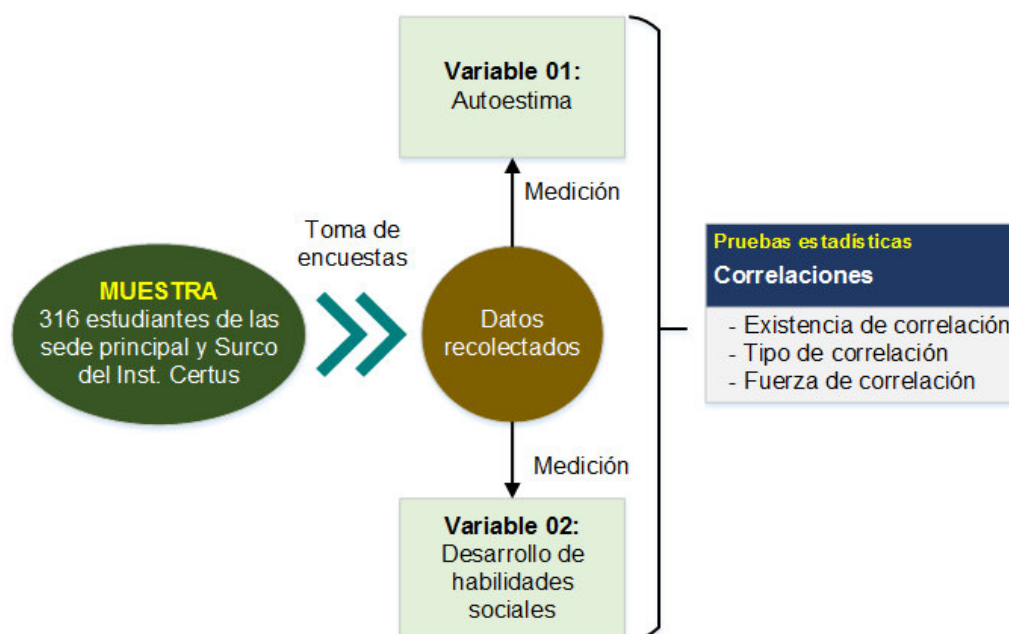 Variable 01:
Autoestima
Medición
Toma de
encuestas
MUESTRA
316 estudiantes de las
sede principal y Surco
del Inst. Certus
Datos
recolectados
Medición
Variable 02:
Desarrollo de
habilidades
sociales
Pruebas estadísticas
Correlaciones
- Existencia de correlación
- Tipo de correlación
- Fuerza de correlación